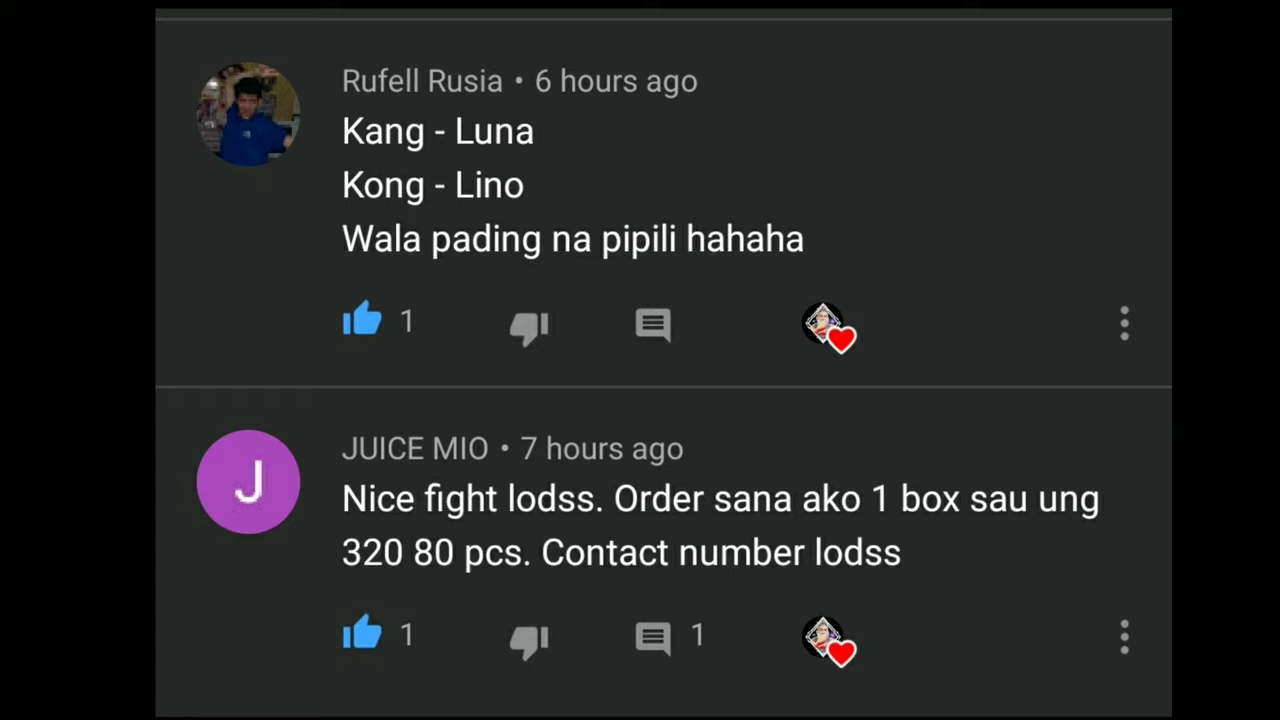 Rufell Rusia • 6 hours ago
Kang - Luna
Kong - Lino
Wala pading na pipili hahaha
1
J
JUICE MIO • 7 hours ago
Nice fight lodss. Order sana ako 1 box sau ung
320 80 pcs. Contact number lodss
1 1